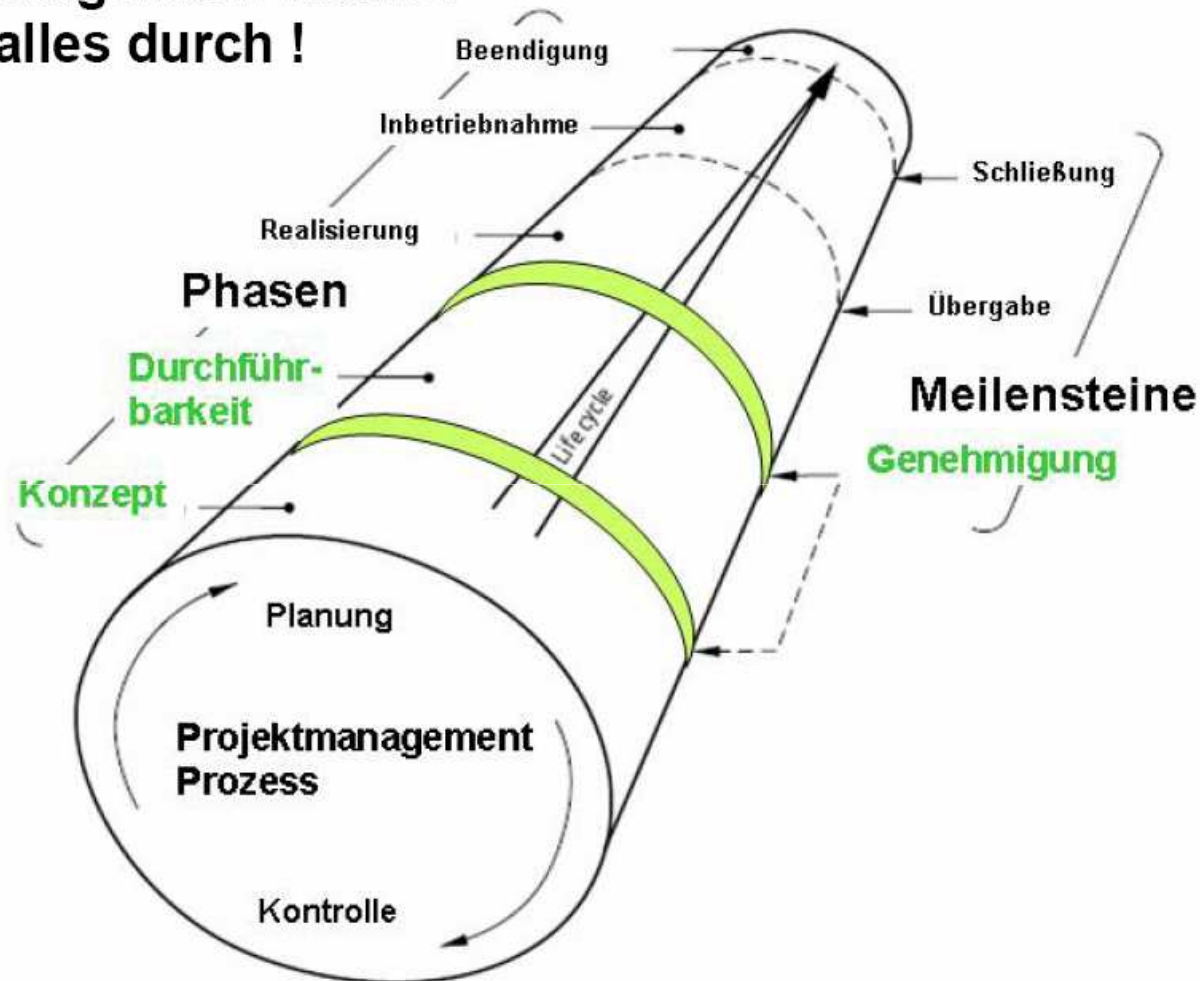 alles durch !
Beendigung
Inbetriebnahme
Schließung
Realisierung
Phasen
Übergabe
Durchführ-
barkeit
Meilensteine
Life cycle
Genehmigung
Konzept
Planung
Projektmanagement
Prozess
Kontrolle